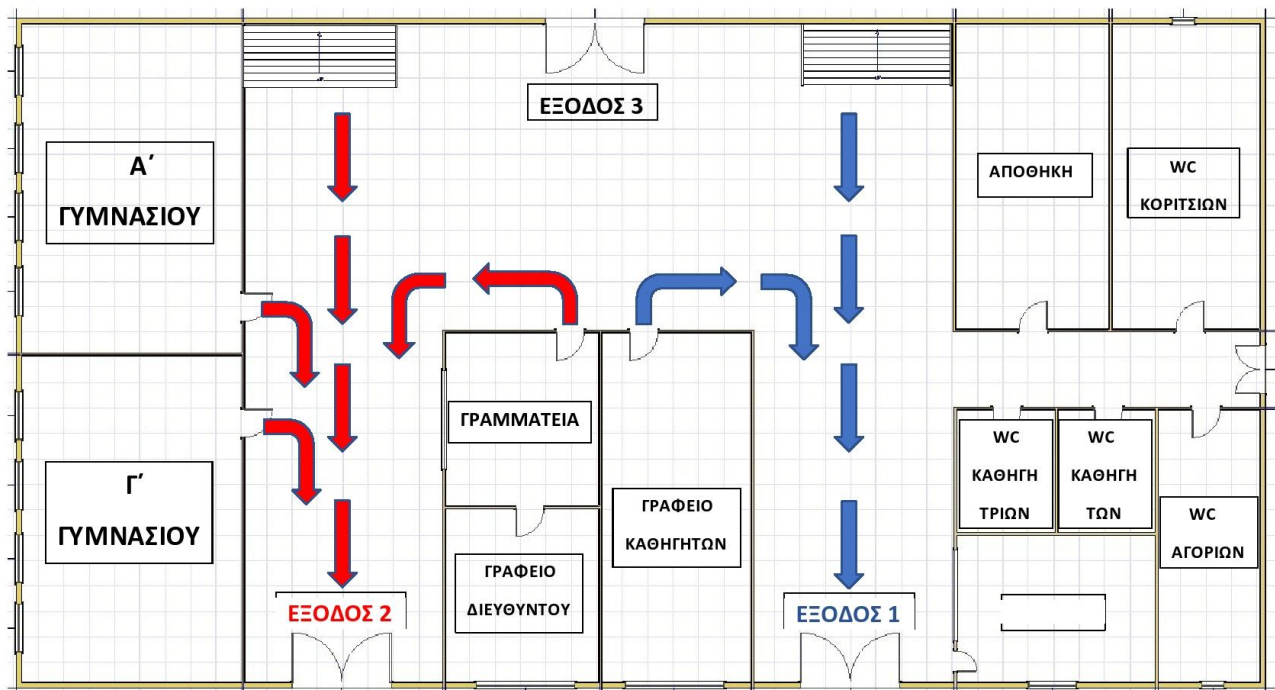 ΕΞΟΔΟΣ 3
Α΄
ΓΥΜΝΑΣΙΟΥ
ΑΠΟΘΗΚΗ
WC
ΚΟΡΙΤΣΙΩΝ
ΓΡΑΜΜΑΤΕΙΑ
Γ΄
ΓΥΜΝΑΣΙΟΥ
ΓΡΑΦΕΙΟ
ΚΑΘΗΓΗΤΩΝ
ΓΡΑΦΕΙΟ
ΔΙΕΥΘΥΝΤΟΥ
WC
ΚΑΘΗΓΗ
ΤΡΙΩΝ
WC
ΚΑΘΗΓΗ
ΤΩΝ
WC
ΑΓΟΡΙΩΝ
ΕΞΟΔΟΣ 2
ΕΞΟΔΟΣ 1